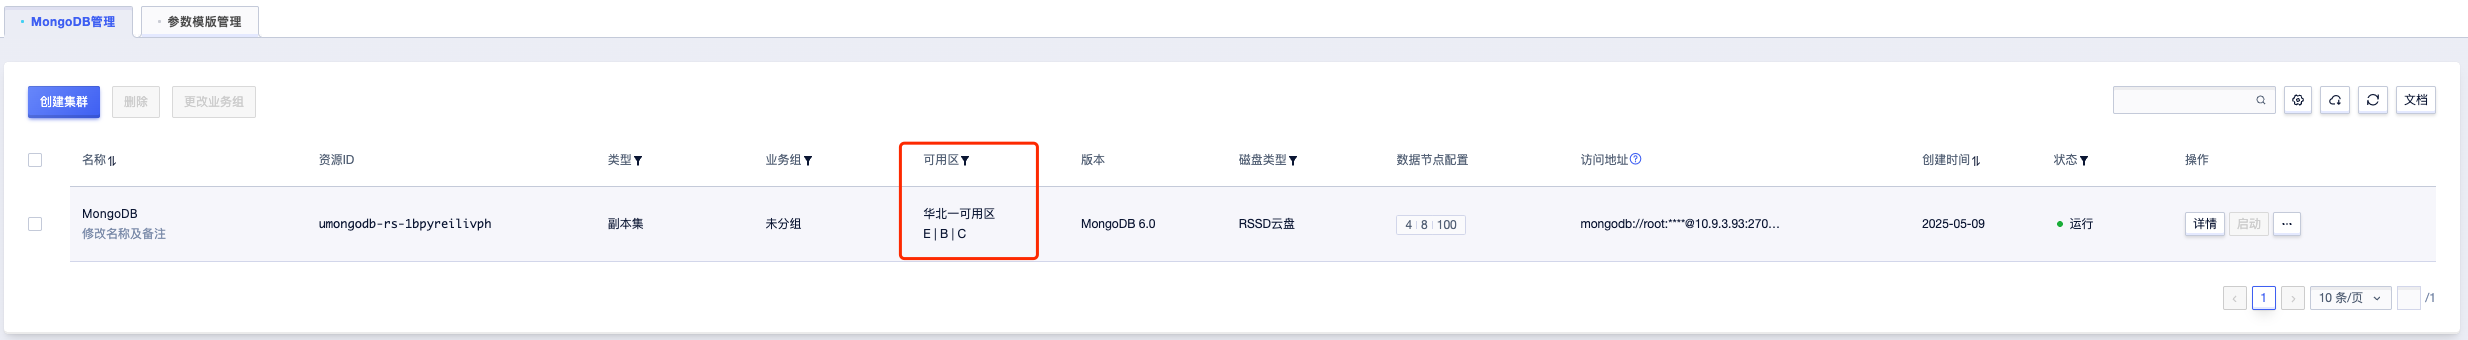 MongoDB管理
参数模版管理
创建集群
删除
更改业务组
文档
名称
资源ID
类型
业务组
可用区
版本
磁盘类型
数据节点配置
访问地址
创建时间
状态
操作
MongoDB
修改名称及备注
umongodb-rs-1bpyreilivph
副本集
未分组
华北一可用区
E | B | C
MongoDB 6.0
RSSD云盘
4 | 8 | 100
mongodb://root:****@10.9.3.93:270...
2025-05-09
运行
详情
启动
...
1
10 条/页
/1